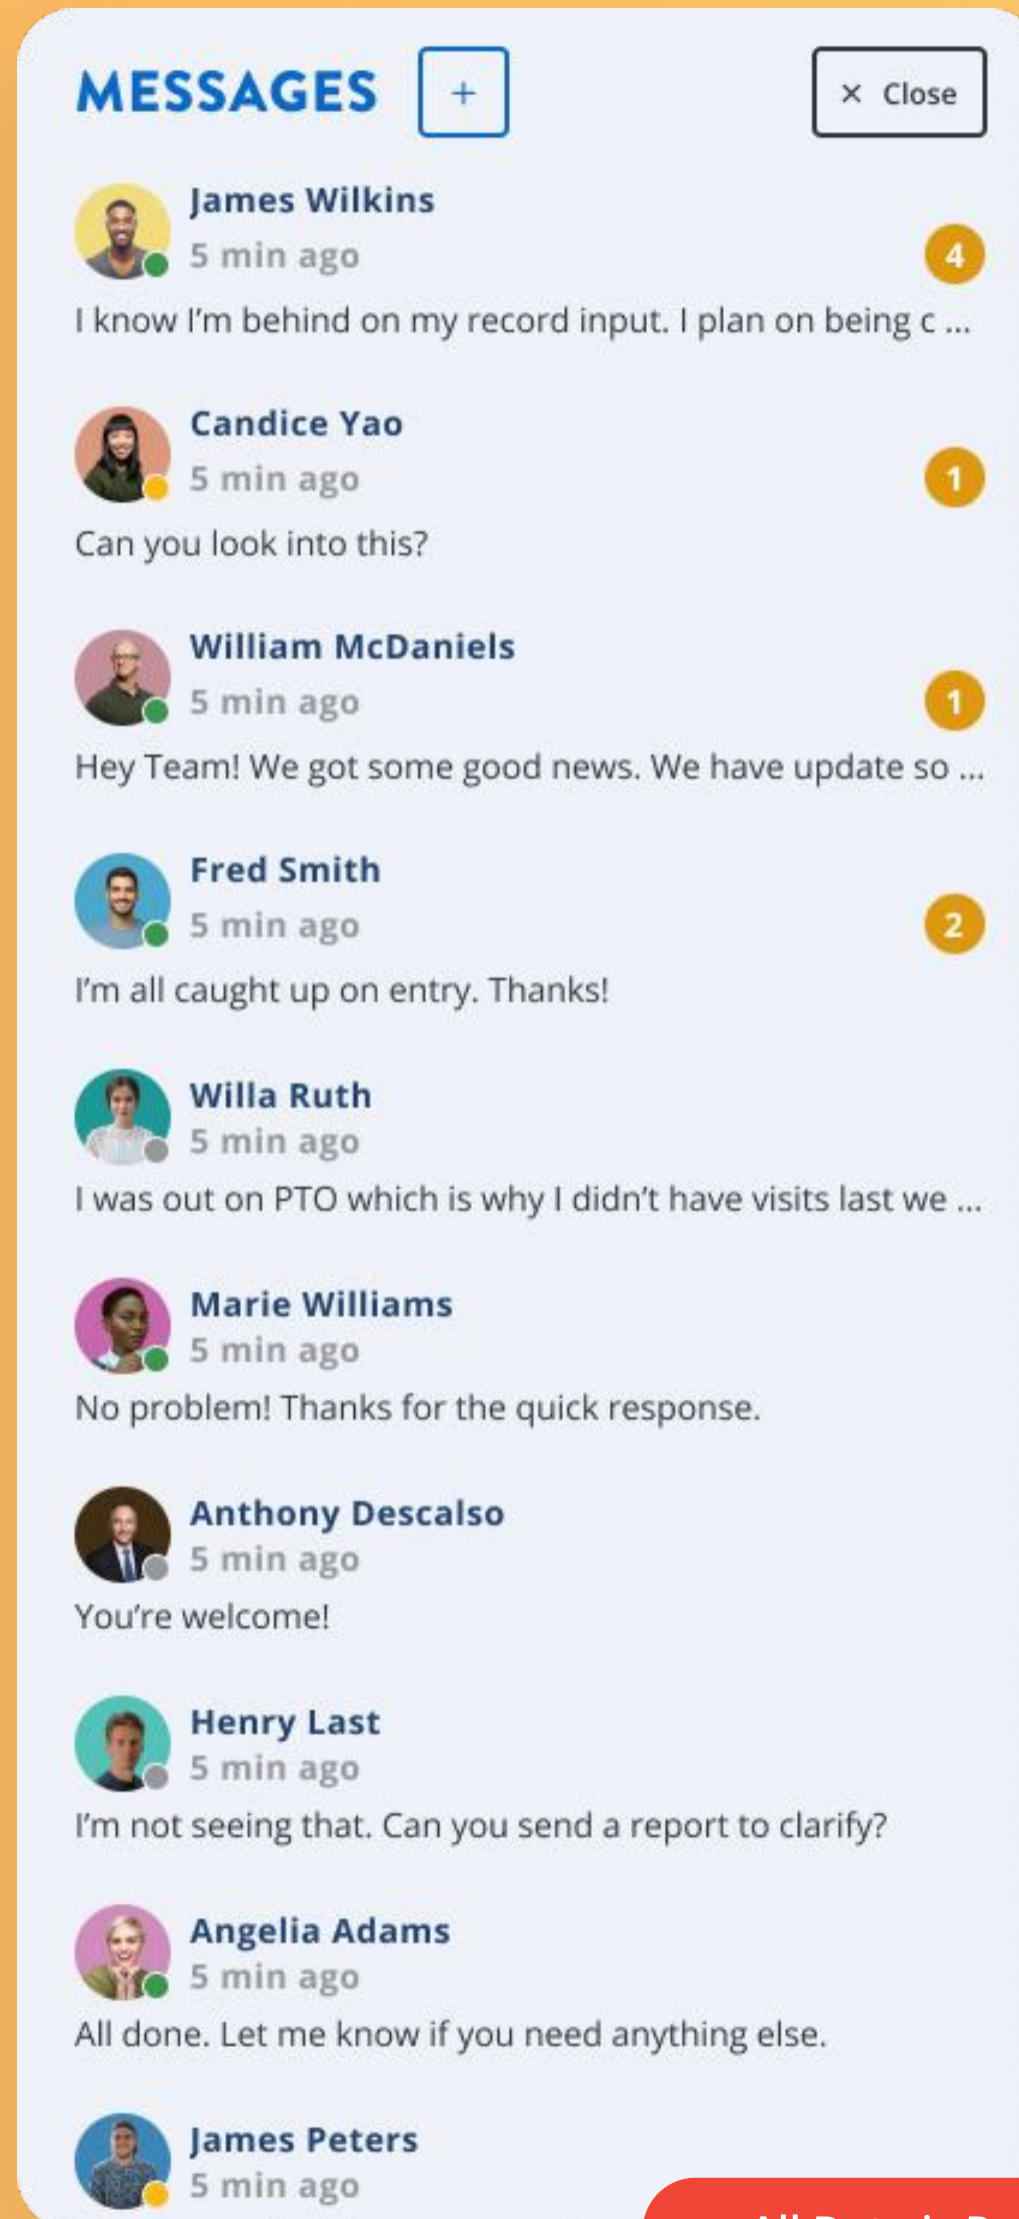 MESSAGES + × Close
James Wilkins
5 min ago
4
I know I’m behind on my record input. I plan on being c ...
Candice Yao
5 min ago
1
Can you look into this?
William McDaniels
5 min ago
1
Hey Team! We got some good news. We have update so ...
Fred Smith
5 min ago
2
I’m all caught up on entry. Thanks!
Willa Ruth
5 min ago
I was out on PTO which is why I didn’t have visits last we ...
Marie Williams
5 min ago
No problem! Thanks for the quick response.
Anthony Descalso
5 min ago
You’re welcome!
Henry Last
5 min ago
I’m not seeing that. Can you send a report to clarify?
Angelia Adams
5 min ago
All done. Let me know if you need anything else.
James Peters
5 min ago